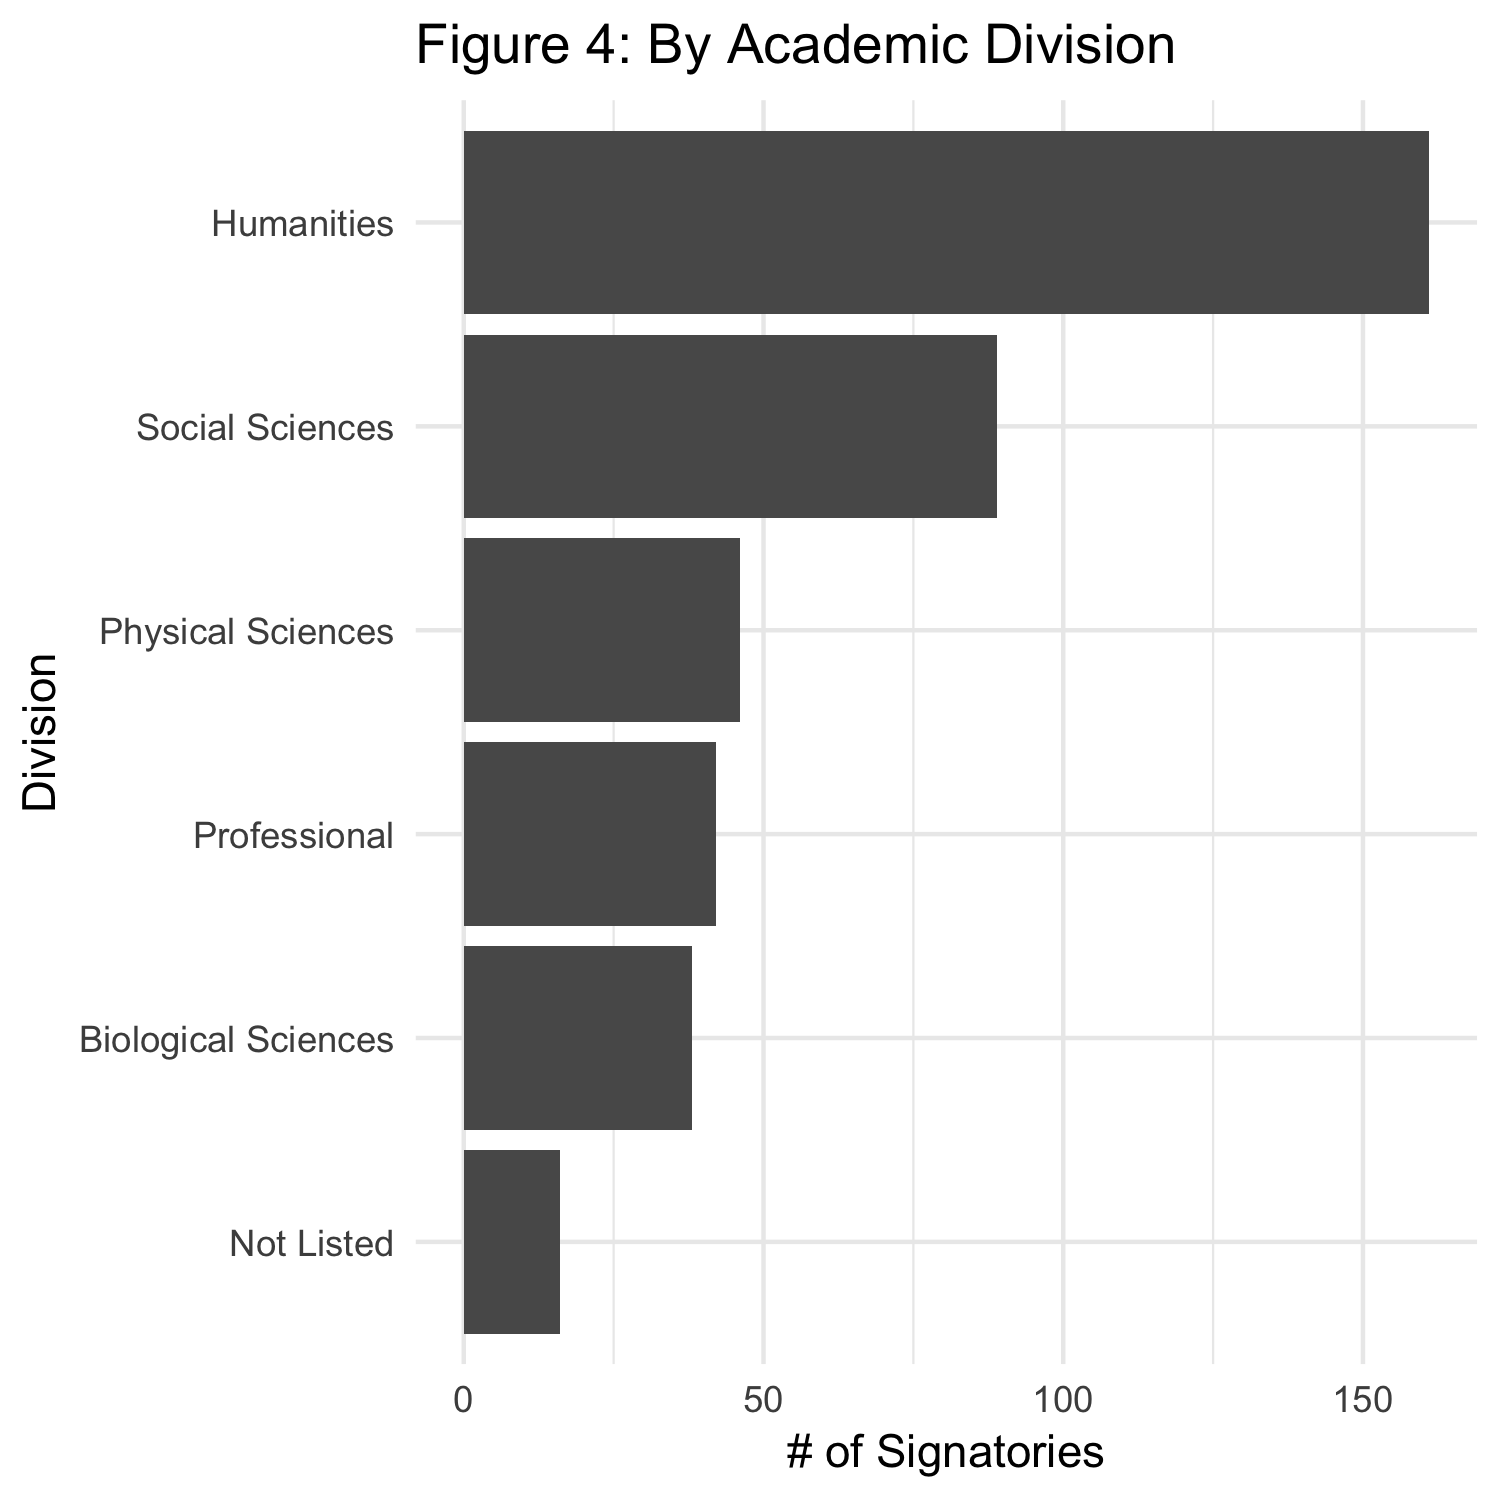 Figure 4: By Academic Division
Humanities
Social Sciences
Physical Sciences
Professional
Biological Sciences
Not Listed
Division
0 50 100 150
# of Signatories